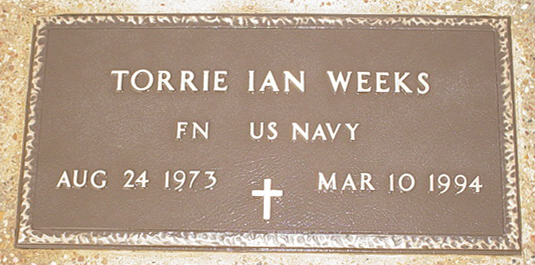 TORRIE IAN WEEKS
FN US NAVY
AUG 24 1973 MAR 10 1994